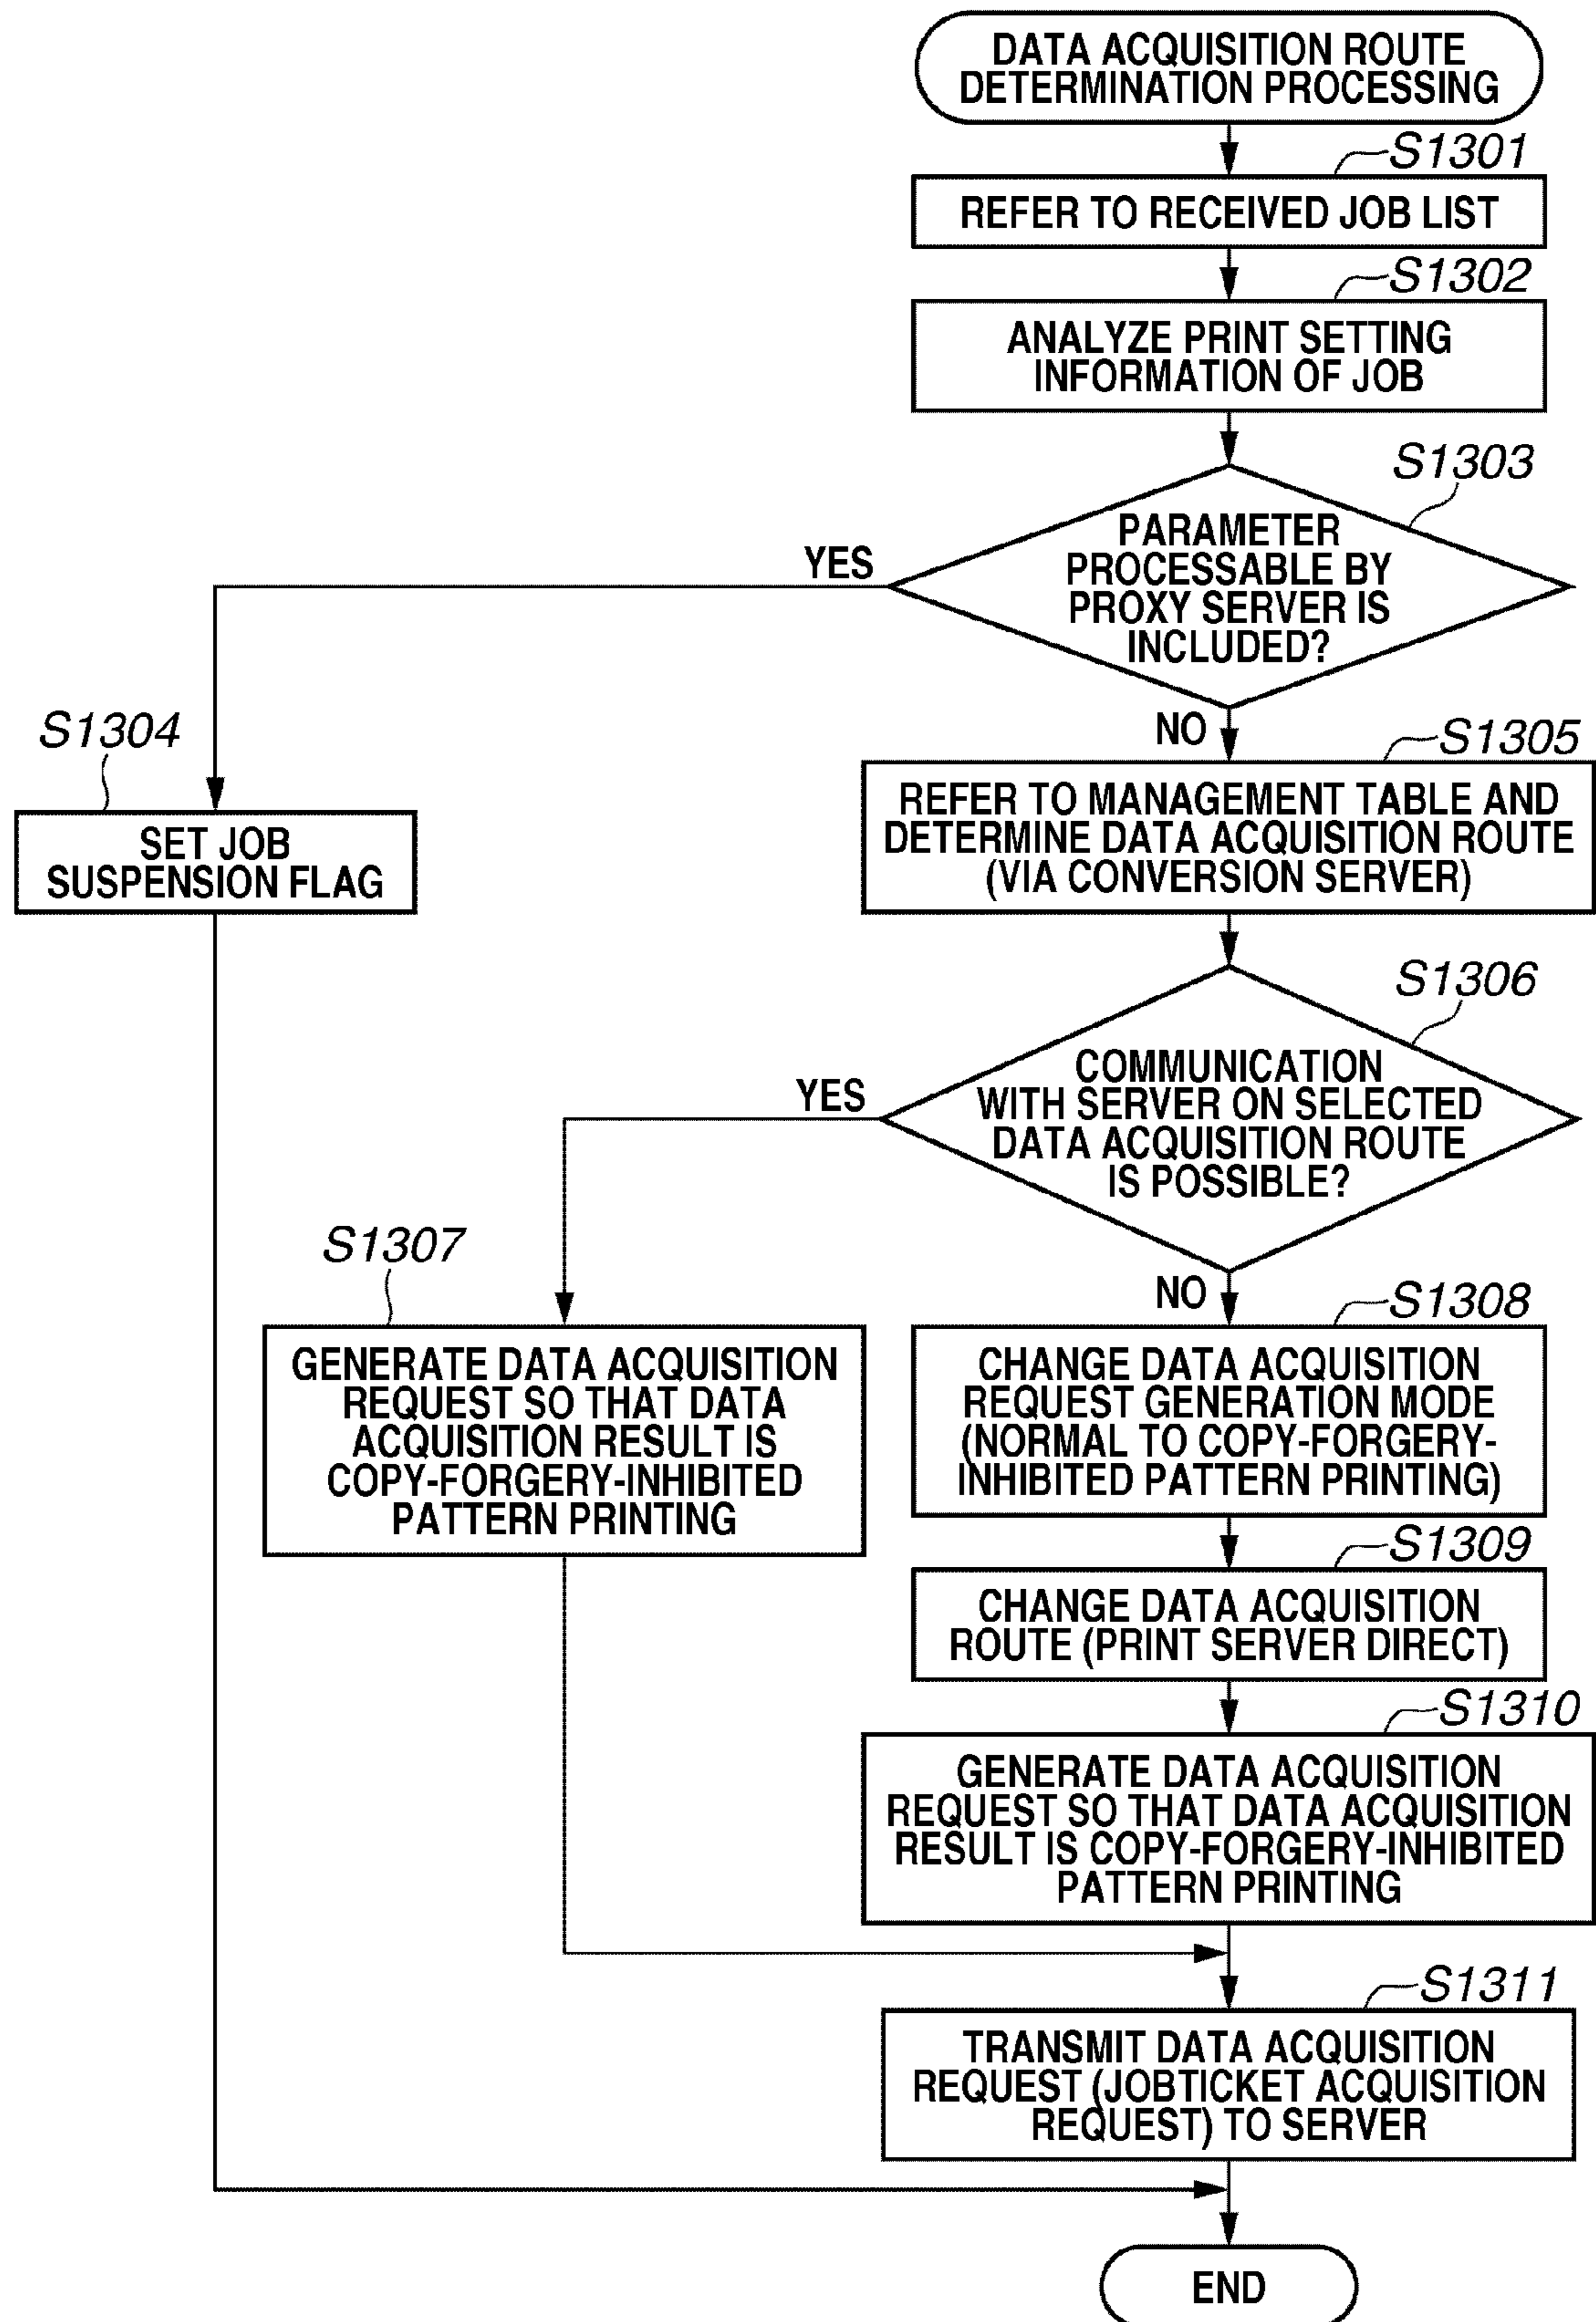 DATA ACQUISITION ROUTE
DETERMINATION PROCESSING
S1301
REFER TO RECEIVED JOB LIST
S1302
ANALYZE PRINT SETTING
INFORMATION OF JOB
S1303
PARAMETER
PROCESSABLE BY
PROXY SERVER IS
INCLUDED?
YES
NO
S1304
SET JOB
SUSPENSION FLAG
S1305
REFER TO MANAGEMENT TABLE AND
DETERMINE DATA ACQUISITION ROUTE
(VIA CONVERSION SERVER)
S1306
COMMUNICATION
WITH SERVER ON SELECTED
DATA ACQUISITION ROUTE
IS POSSIBLE?
YES
NO
S1307
GENERATE DATA ACQUISITION
REQUEST SO THAT DATA
ACQUISITION RESULT IS
COPY-FORGERY-INHIBITED
PATTERN PRINTING
S1308
CHANGE DATA ACQUISITION
REQUEST GENERATION MODE
(NORMAL TO COPY-FORGERY-
INHIBITED PATTERN PRINTING)
S1309
CHANGE DATA ACQUISITION
ROUTE (PRINT SERVER DIRECT)
S1310
GENERATE DATA ACQUISITION
REQUEST SO THAT DATA ACQUISITION
RESULT IS COPY-FORGERY-INHIBITED
PATTERN PRINTING
S1311
TRANSMIT DATA ACQUISITION
REQUEST (JOBTICKET ACQUISITION
REQUEST) TO SERVER
END